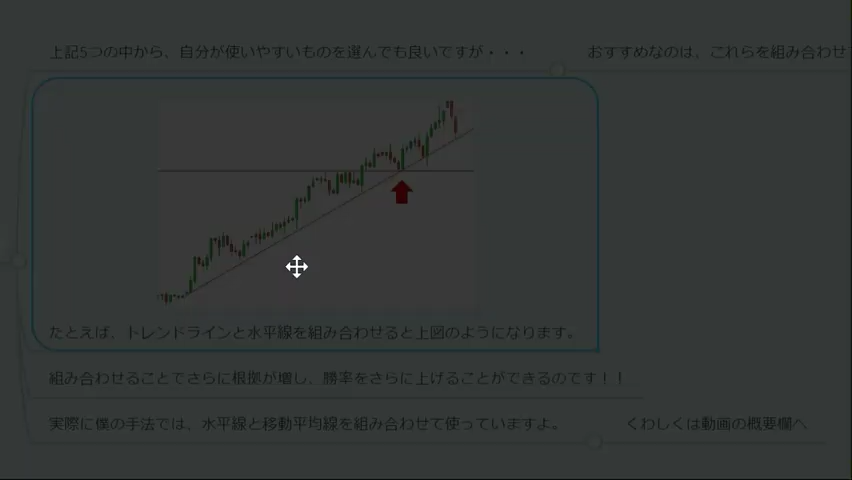 上記5つの中から、自分が使いやすいものを選んでも良いですが・・・
おすすめなのは、これらを組み合わせ
たとえば、トレンドラインと水平線を組み合わせると上図のようになります。
組み合わせることでさらに根拠が増し、勝率をさらに上げることができるのです！！
実際に僕の手法では、水平線と移動平均線を組み合わせて使っていますよ。
くわしくは動画の概要欄へ